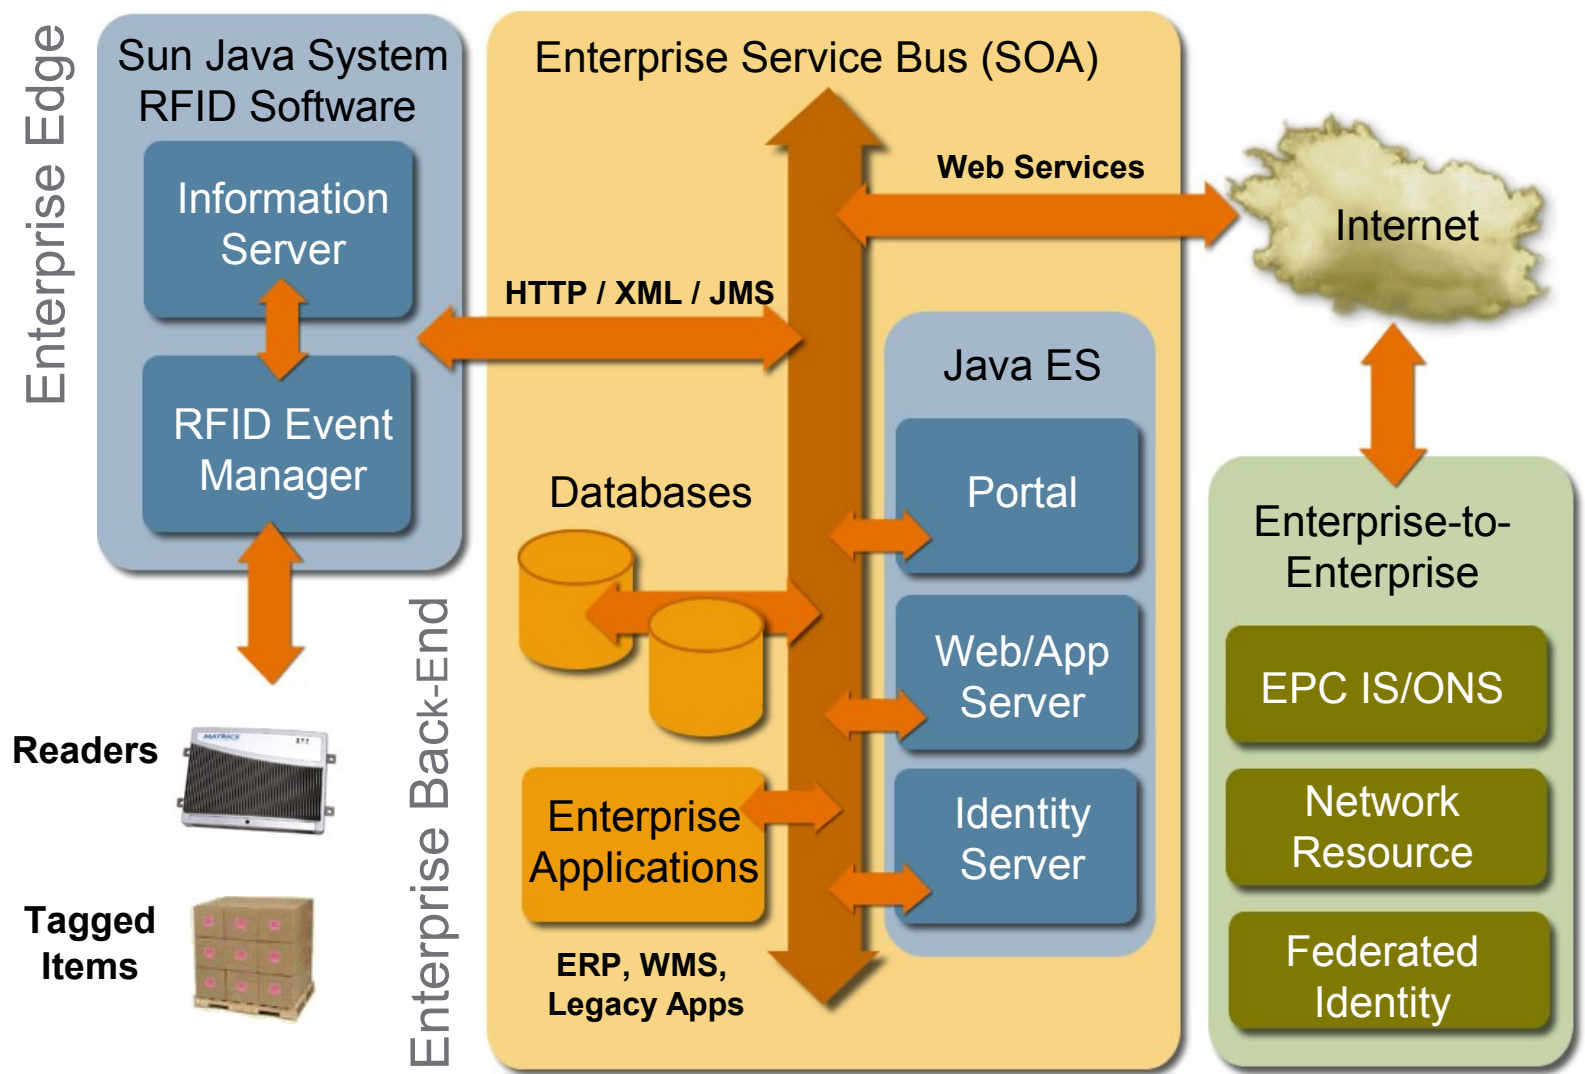 Enterprise Edge
Sun Java System
RFID Software
Information
Server
RFID Event
Manager
Readers
MATRICS
Tagged
Items
Enterprise Back-End
Enterprise Service Bus (SOA)
Web Services
HTTP / XML / JMS
Databases
Enterprise
Applications
ERP, WMS,
Legacy Apps
Java ES
Portal
Web/App
Server
Identity
Server
Internet
Enterprise-to-
Enterprise
EPC IS/ONS
Network
Resource
Federated
Identity